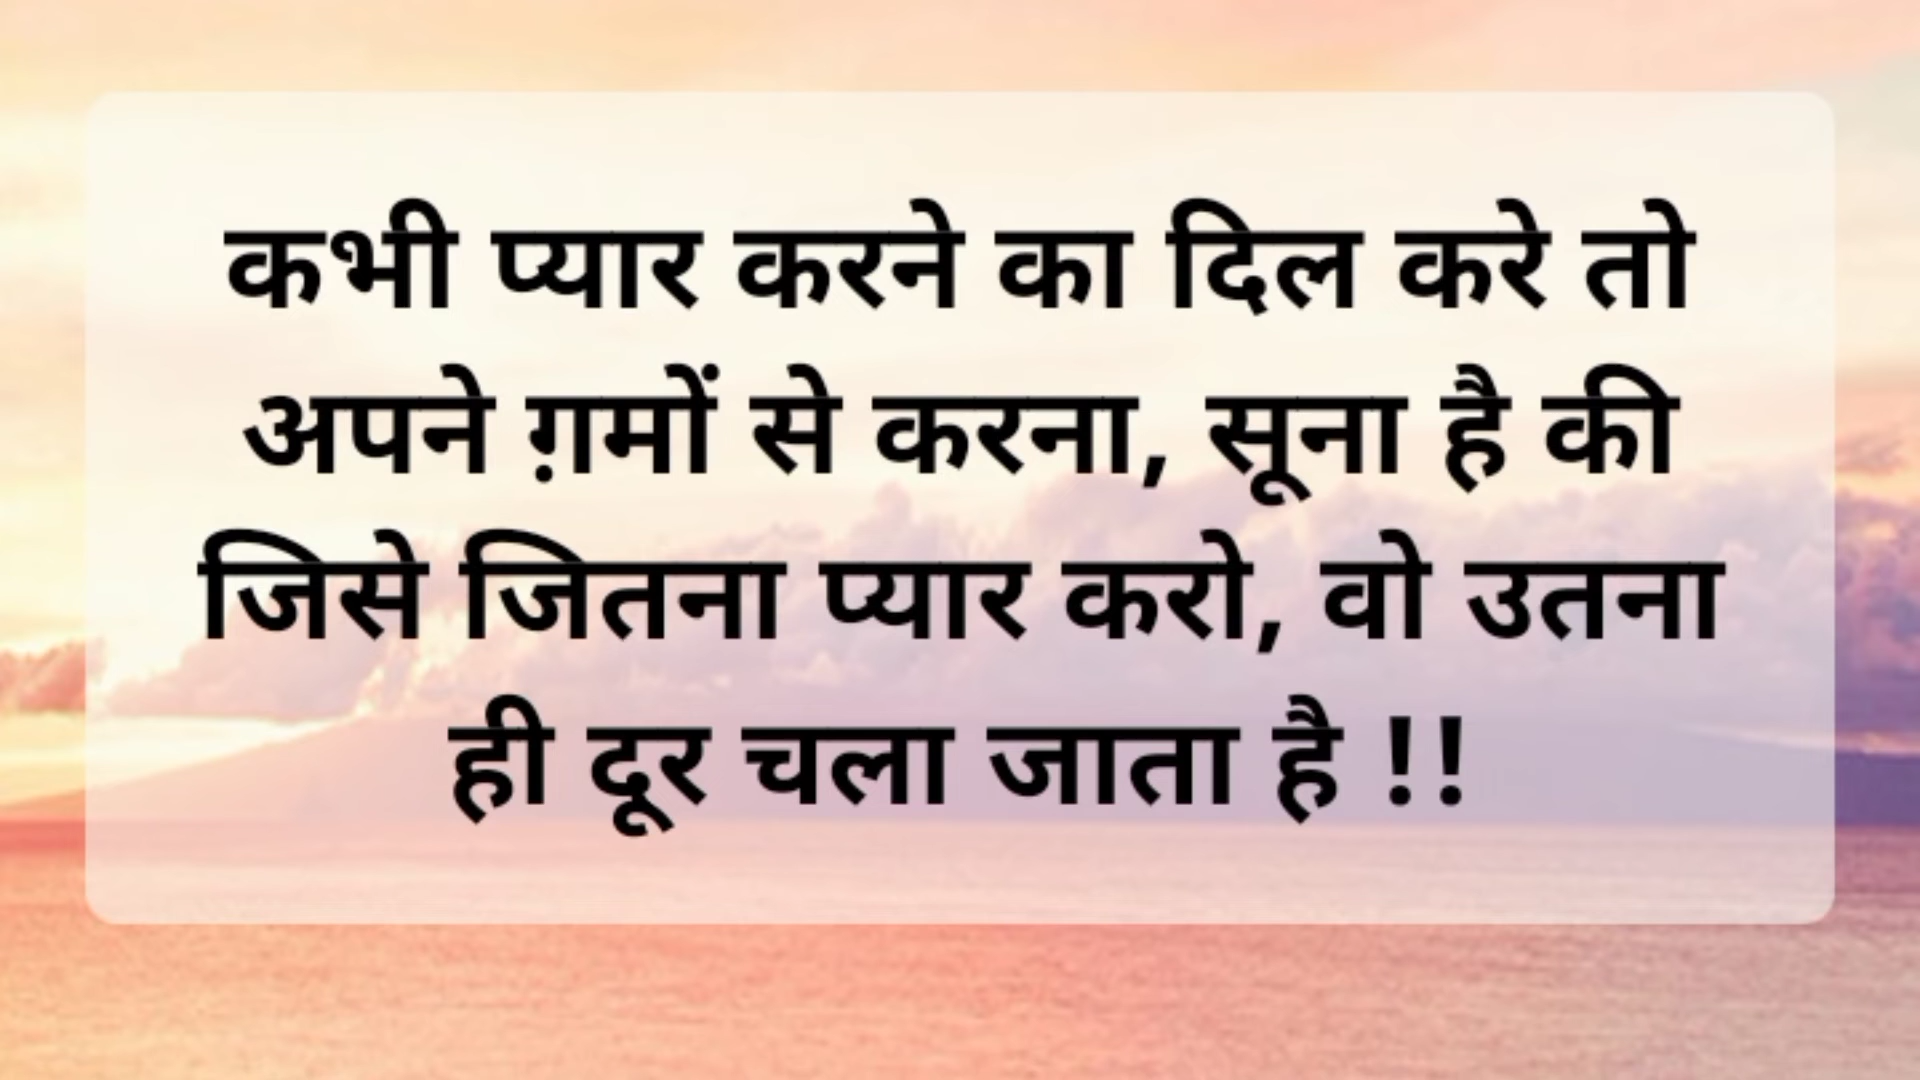 कभी प्यार करने का दिल करे तो
अपने ग़मों से करना, सूना है की
जिसे जितना प्यार करो, वो उतना
ही दूर चला जाता है !!